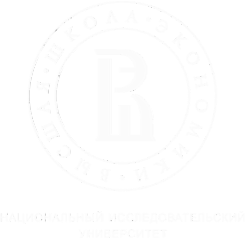 ВЫСШАЯ ШКОЛА ЭКОНОМИКИ
НАЦИОНАЛЬНЫЙ ИССЛЕДОВАТЕЛЬСКИЙ
УНИВЕРСИТЕТ